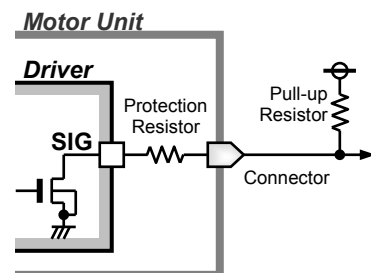 Motor Unit
Driver
Protection
Resistor
Pull-up
Resistor
SIG
Connector